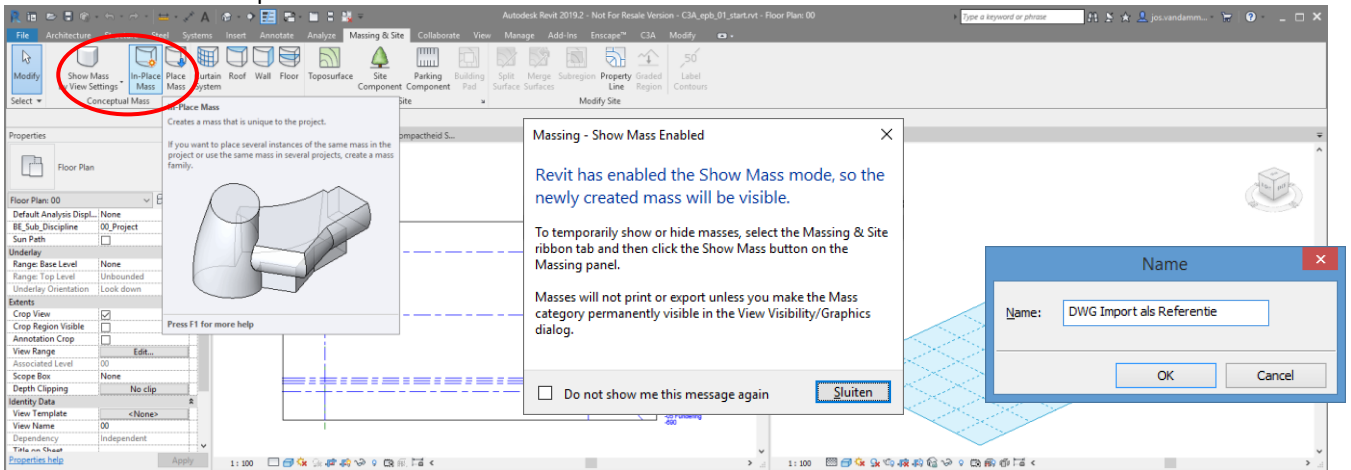 Autodesk Revit 2019.2 - Not For Resale Version - C3A_epb_01_start.rvt - Floor Plan: 00
Type a keyword or phrase
jos.vandamm...
File Architecture Steel Systems Insert Annotate Analyze Massing & Site Collaborate View Manage Add-Ins Enscape™ C3A Modify
Modify
Show Mass
by View Settings
In-Place
Mass
Place
Mass
Curtain
System
Roof Wall Floor Toposurface
Site
Component
Parking
Component
Building
Pad
Split
Surface
Merge
Surfaces
Subregion
Property
Line
Graded
Region
Label
Contours
Select Conceptual Mass Site Modify Site
In-Place Mass
Creates a mass that is unique to the project.
If you want to place several instances of the same mass in the
project or use the same mass in several projects, create a mass
family.
Press F1 for more help
Properties
Floor Plan
Floor Plan: 00
Default Analysis Displ... None
BE_Sub_Discipline 00_Project
Sun Path
Underlay
Range: Base Level None
Range: Top Level Unbounded
Underlay Orientation Look down
Extents
Crop View
Crop Region Visible
Annotation Crop
View Range Edit...
Associated Level 00
Scope Box None
Depth Clipping No clip
Identity Data
View Template <None>
View Name 00
Dependency Independent
Title on Sheet
Properties help Apply
ompactheid S...
Massing - Show Mass Enabled
Revit has enabled the Show Mass mode, so the
newly created mass will be visible.
To temporarily show or hide masses, select the Massing & Site
ribbon tab and then click the Show Mass button on the
Massing panel.
Masses will not print or export unless you make the Mass
category permanently visible in the View Visibility/Graphics
dialog.
Do not show me this message again Sluiten
Name
Name: DWG Import als Referentie
OK Cancel
-690
1 : 100
1 : 100